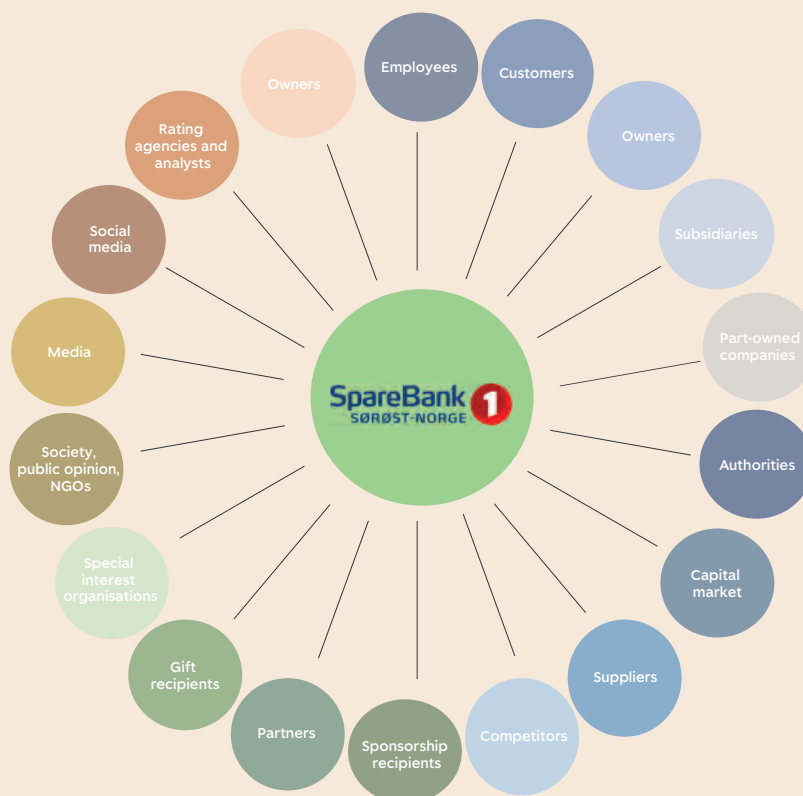 Employees
Customers
Owners
Owners
Rating
agencies and
analysts
Subsidiaries
Social
media
Part-owned
companies
Media
SpareBank 1
SØRØST-NORGE
Society,
public opinion,
NGOs
Authorities
Special
interest
organisations
Capital
market
Gift
recipients
Suppliers
Partners
Sponsorship
recipients
Competitors